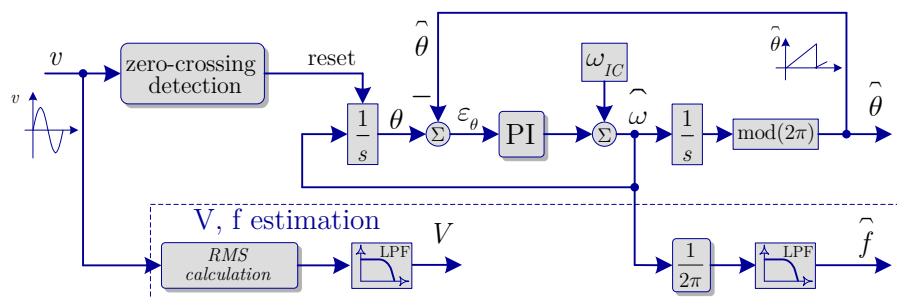 v
zero-crossing
detection
reset
θ̂
ω_IC
θ̂
θ̂
v
1
s
θ
−
Σ
ε_θ
PI
Σ
ω̂
1
s
mod(2π)
V, f estimation
RMS
calculation
LPF
V
1
2π
LPF
f̂